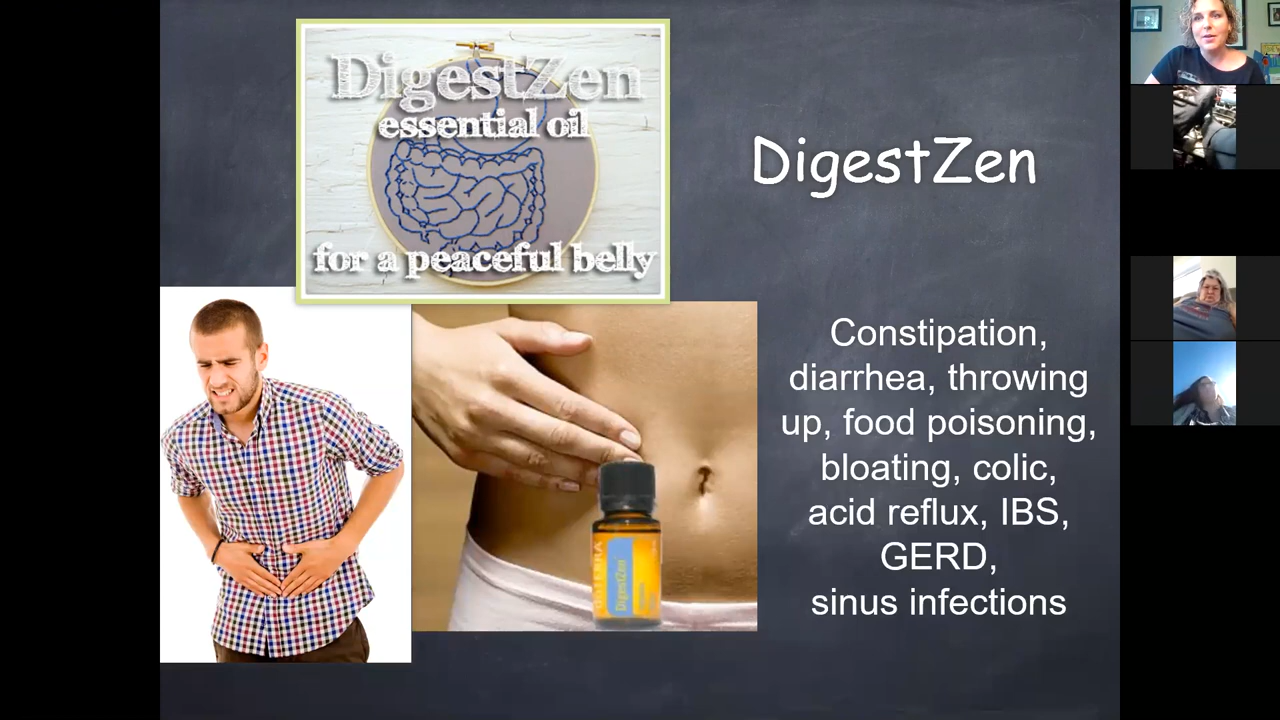 DigestZen
essential oil
for a peaceful belly
DigestZen
Constipation,
diarrhea, throwing
up, food poisoning,
bloating, colic,
acid reflux, IBS,
GERD,
sinus infections
DigestZen